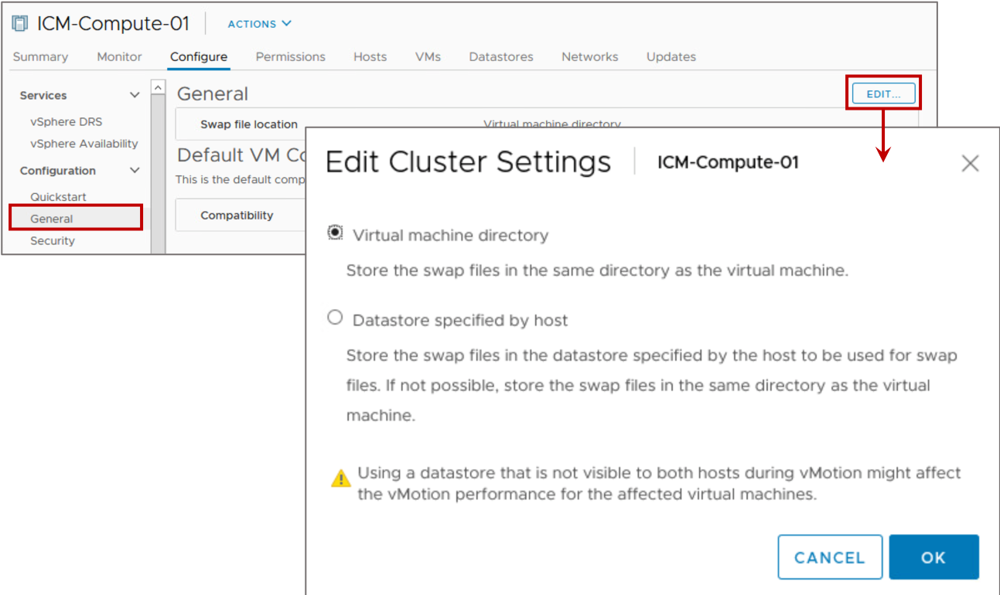 ICM-Compute-01
ACTIONS
Summary Monitor Configure Permissions Hosts VMs Datastores Networks Updates
Services
vSphere DRS
vSphere Availability
Configuration
Quickstart
General
Security
General
EDIT...
Swap file location Virtual machine directory
Default VM Co
This is the default comp
Compatibility
Edit Cluster Settings ICM-Compute-01
Virtual machine directory
Store the swap files in the same directory as the virtual machine.
Datastore specified by host
Store the swap files in the datastore specified by the host to be used for swap
files. If not possible, store the swap files in the same directory as the virtual
machine.
Using a datastore that is not visible to both hosts during vMotion might affect
the vMotion performance for the affected virtual machines.
CANCEL OK